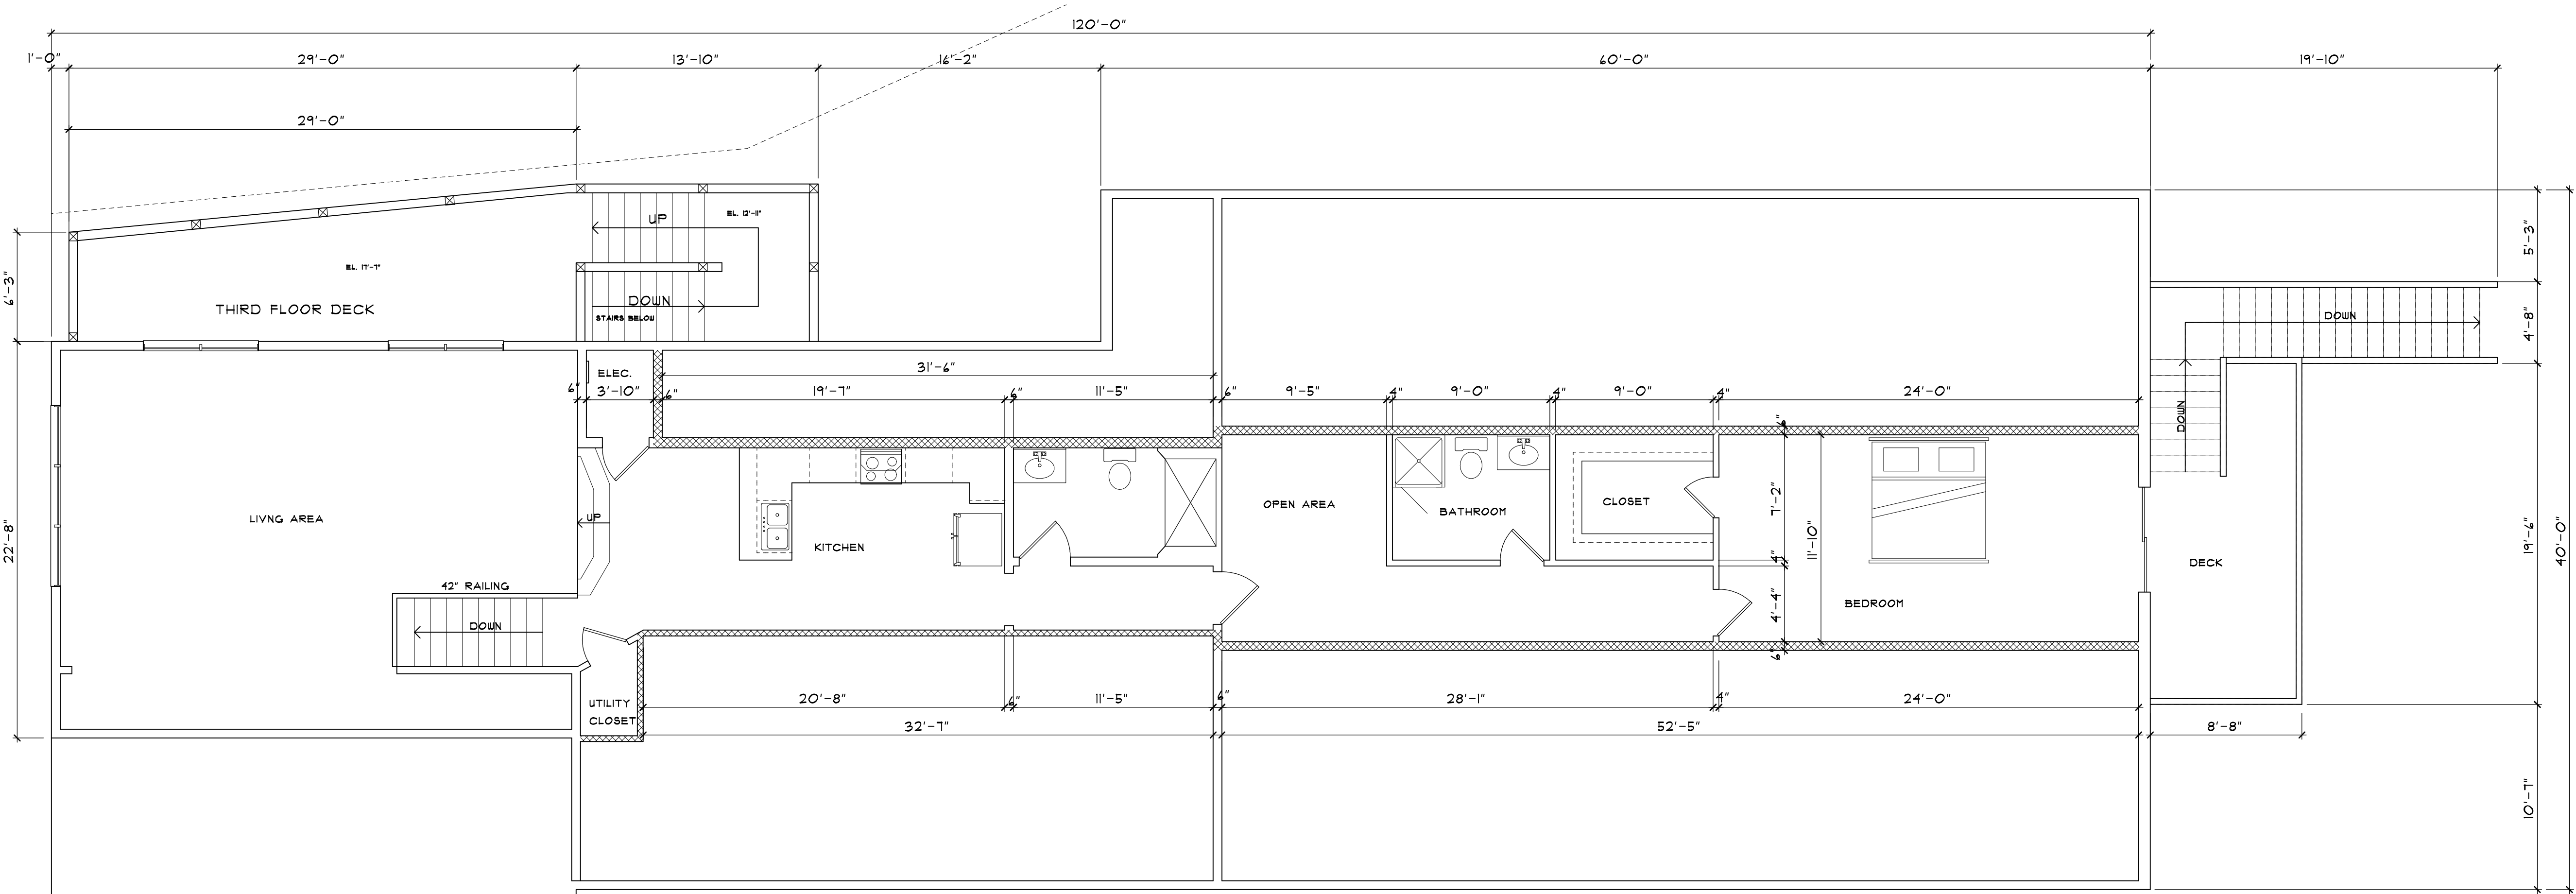 120'-0"
1'-0"
29'-0"
13'-10"
16'-2"
60'-0"
19'-10"
29'-0"
UP
EL. 12'-11"
5'-3"
EL. 17'-7"
6'-3"
THIRD FLOOR DECK
DOWN
STAIRS BELOW
DOWN
4'-8"
31'-6"
ELEC.
6"
3'-10"
6"
19'-7"
6"
11'-5"
6"
9'-5"
4"
9'-0"
4"
9'-0"
4"
24'-0"
DOWN
6"
LIVNG AREA
UP
KITCHEN
OPEN AREA
BATHROOM
CLOSET
7'-2"
11'-10"
22'-8"
19'-6"
40'-0"
4"
DECK
42" RAILING
4'-4"
BEDROOM
DOWN
6"
UTILITY
CLOSET
20'-8"
6"
11'-5"
6"
28'-1"
4"
24'-0"
32'-7"
52'-5"
8'-8"
10'-7"